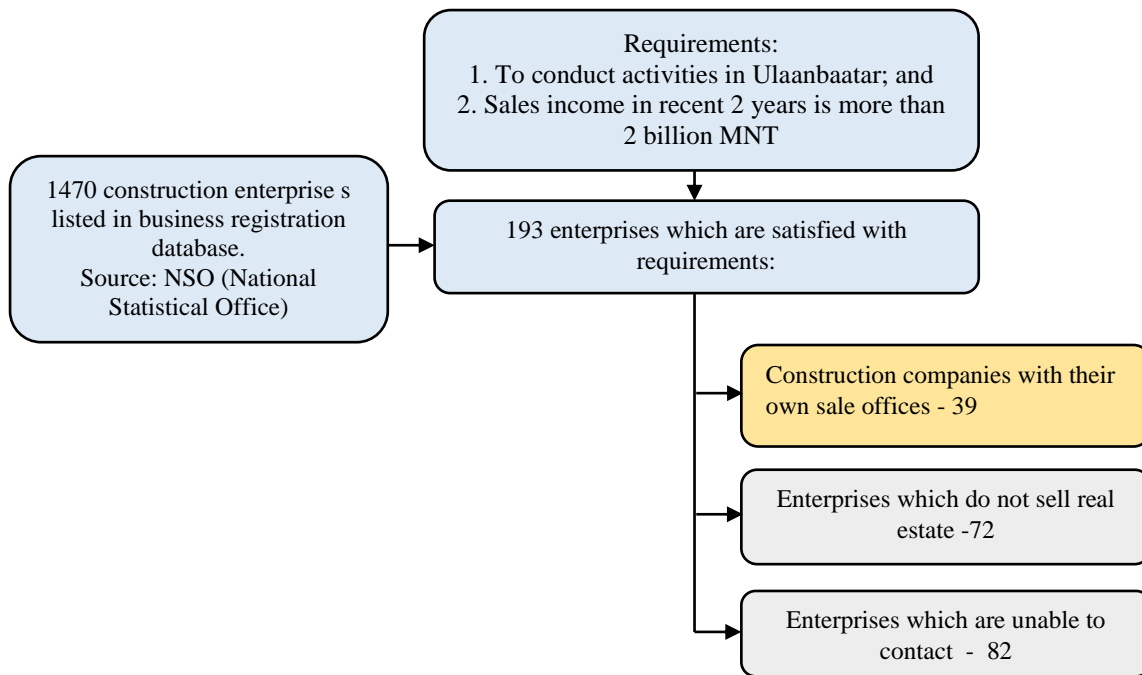 Requirements:
1. To conduct activities in Ulaanbaatar; and
2. Sales income in recent 2 years is more than
2 billion MNT
1470 construction enterprise s
listed in business registration
database.
Source: NSO (National
Statistical Office)
193 enterprises which are satisfied with
requirements:
Construction companies with their
own sale offices - 39
Enterprises which do not sell real
estate -72
Enterprises which are unable to
contact - 82